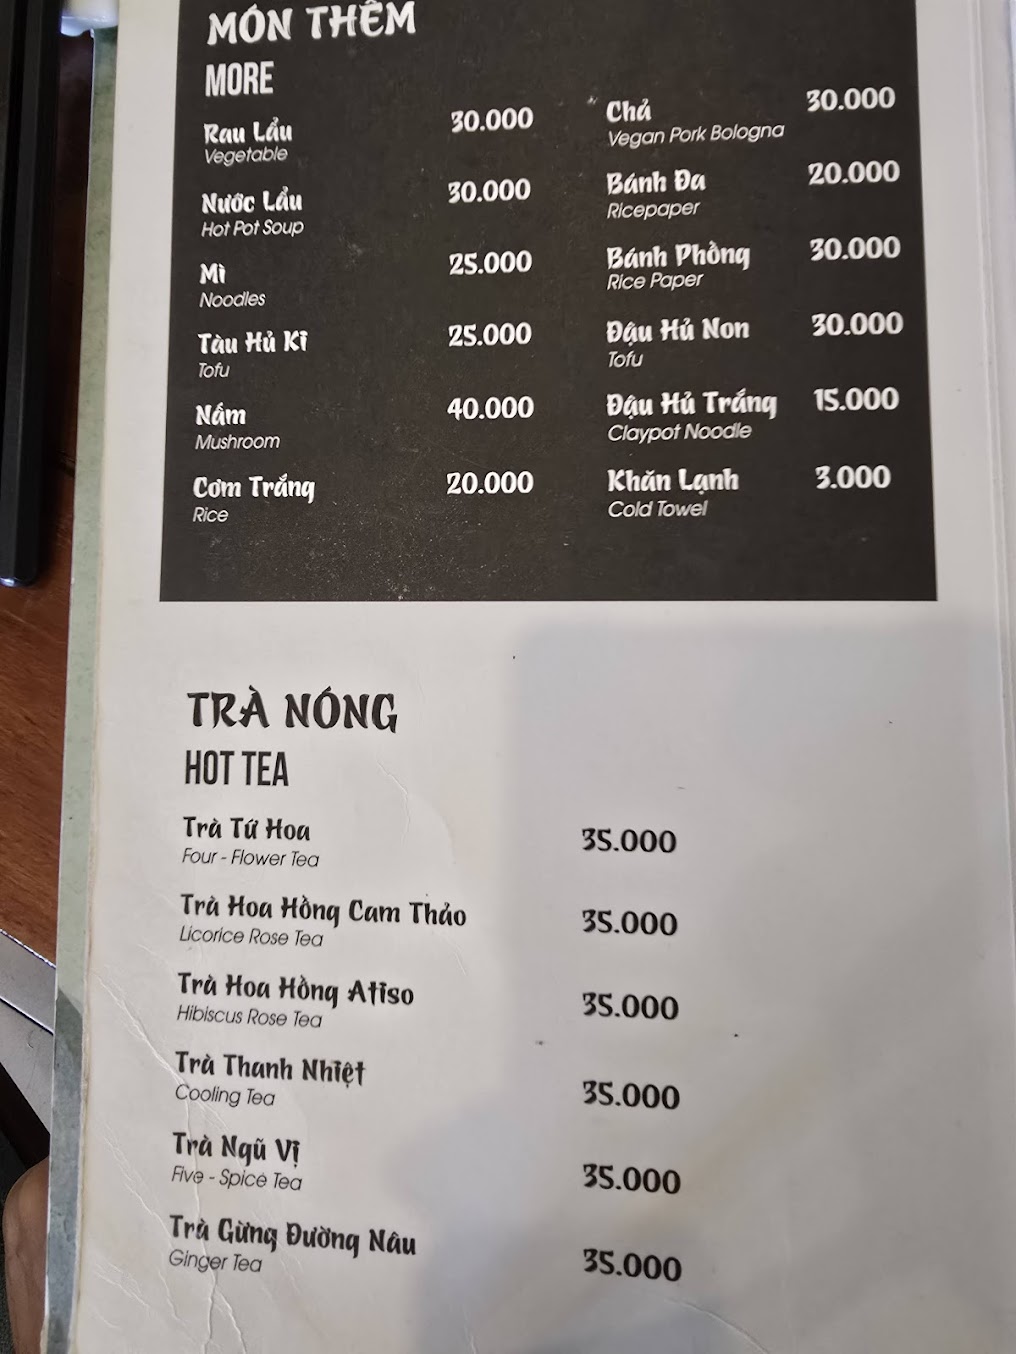 MÓN THÊM
MORE
Rau Lẩu 30.000
Vegetable
Nước Lẩu 30.000
Hot Pot Soup
Mì 25.000
Noodles
Tàu Hủ Kĩ 25.000
Tofu
Nấm 40.000
Mushroom
Cơm Trắng 20.000
Rice
Chả 30.000
Vegan Pork Bologna
Bánh Đa 20.000
Ricepaper
Bánh Phồng 30.000
Rice Paper
Đậu Hủ Non 30.000
Tofu
Đậu Hủ Trắng 15.000
Claypot Noodle
Khăn Lạnh 3.000
Cold Towel
TRÀ NÓNG
HOT TEA
Trà Tứ Hoa 35.000
Four - Flower Tea
Trà Hoa Hồng Cam Thảo 35.000
Licorice Rose Tea
Trà Hoa Hồng Atiso 35.000
Hibiscus Rose Tea
Trà Thanh Nhiệt 35.000
Cooling Tea
Trà Ngũ Vị 35.000
Five - Spice Tea
Trà Gừng Đường Nâu 35.000
Ginger Tea